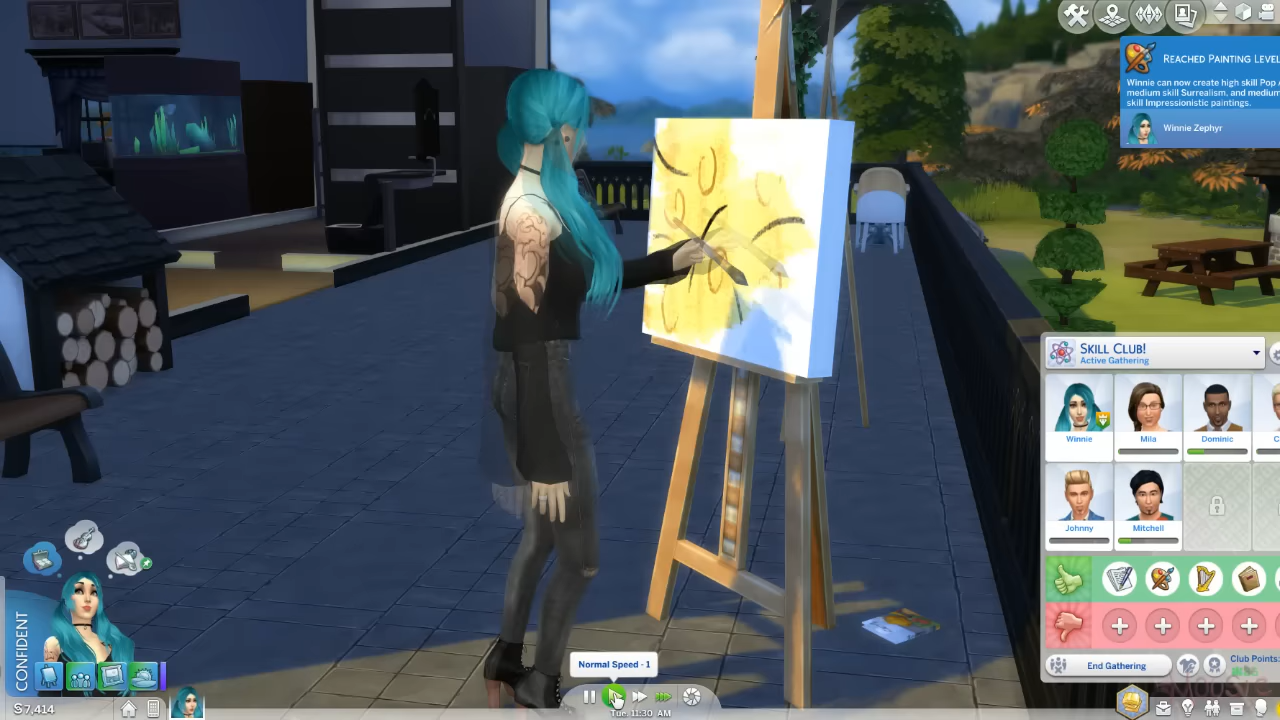 REACHED PAINTING LEVEL
Winnie can now create high skill Pop
medium skill Surrealism, and medium
skill Impressionistic paintings.
Winnie Zephyr
SKILL CLUB!
Active Gathering
Winnie
Mila
Dominic
C
Johnny
Mitchell
CONFIDENT
Normal Speed - 1
End Gathering
Club Points:
$7,414
Tue. 11:30 AM